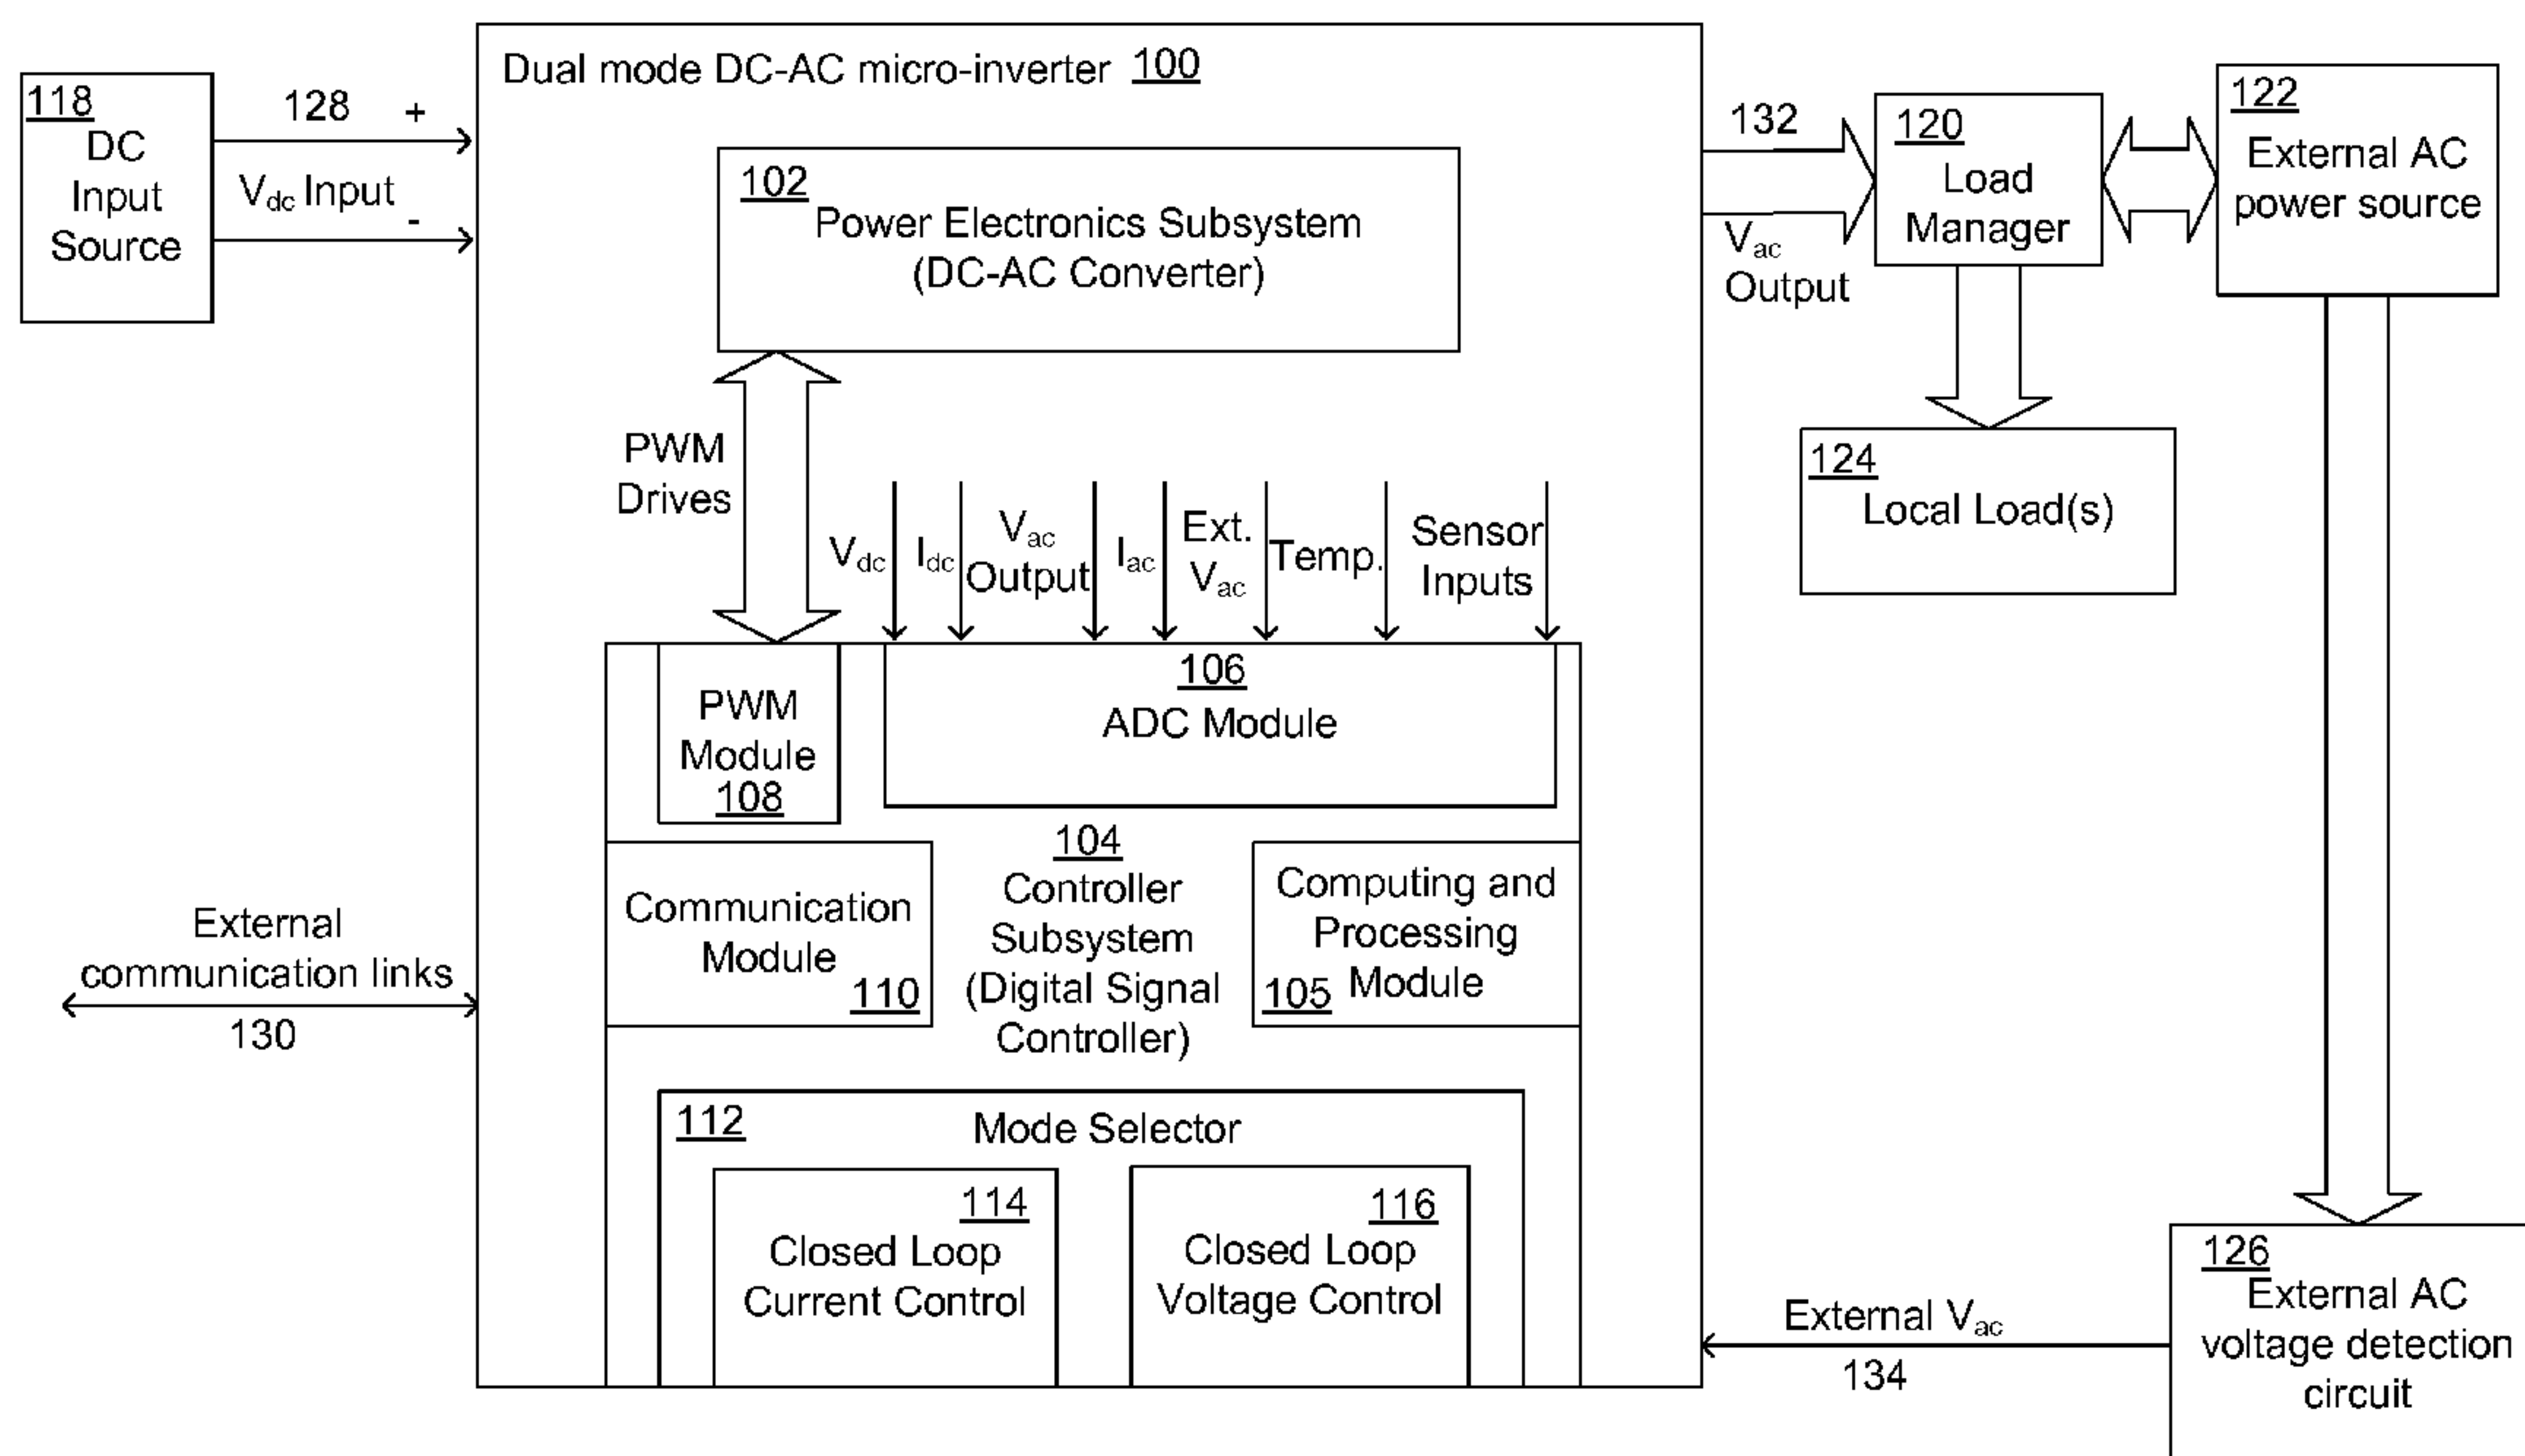 Dual mode DC-AC micro-inverter 100
118
DC
Input
Source
128 +
Vdc Input
-
102
Power Electronics Subsystem
(DC-AC Converter)
132
Vac
Output
120
Load
Manager
122
External AC
power source
124
Local Load(s)
PWM
Drives
Vdc
Idc
Vac
Output
Iac
Ext.
Vac
Temp.
Sensor
Inputs
PWM
Module
108
106
ADC Module
104
Controller
Subsystem
(Digital Signal
Controller)
Communication
Module
110
Computing and
Processing
105 Module
External
communication links
130
112
Mode Selector
114
Closed Loop
Current Control
116
Closed Loop
Voltage Control
External Vac
134
126
External AC
voltage detection
circuit